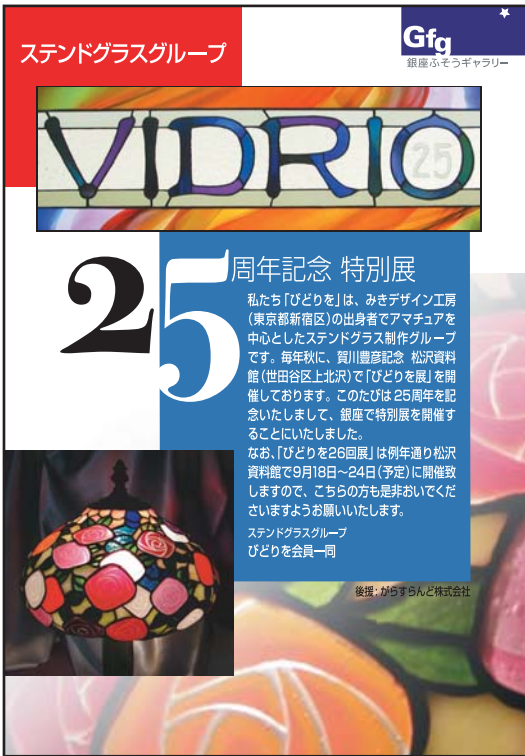 ステンドグラスグループ
Gfg
銀座ふそうギャラリー
VIDRIO 25
25周年記念 特別展
私たち「びどりを」は、みきデザイン工房
(東京都新宿区)の出身者でアマチュアを
中心としたステンドグラス制作グループ
です。毎年秋に、賀川豊彦記念 松沢資料
館(世田谷区上北沢)で「びどりを展」を開
催しております。このたびは25周年を記
念いたしまして、銀座で特別展を開催す
ることにいたしました。
なお、「びどりを26回展」は例年通り松沢
資料館で9月18日〜24日(予定)に開催致
しますので、こちらの方も是非おいでくだ
さいますようお願いいたします。
ステンドグラスグループ
びどりを会員一同
後援:がらすらんど株式会社